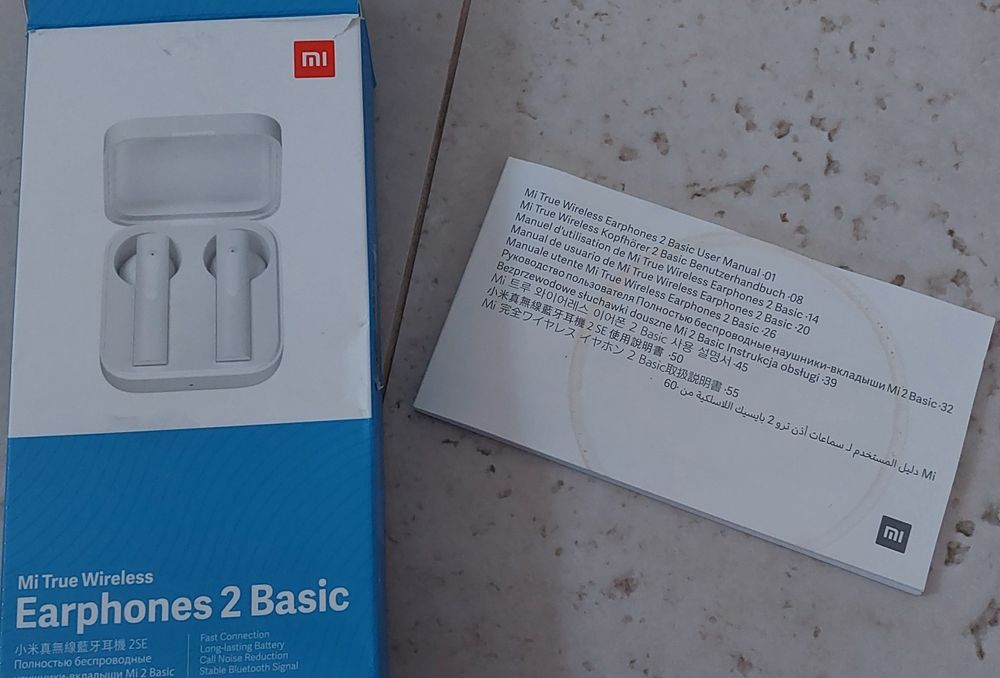 mi
Mi True Wireless
Earphones 2 Basic
小米真無線藍牙耳機 2SE
Полностью беспроводные
наушники-вкладыши Mi 2 Basic
Fast Connection
Long-lasting Battery
Call Noise Reduction
Stable Bluetooth Signal
Mi True Wireless Earphones 2 Basic User Manual ·01
Mi True Wireless Kopfhörer 2 Basic Benutzerhandbuch ·08
Manuel d'utilisation de Mi True Wireless Earphones 2 Basic ·14
Manual de usuario de Mi True Wireless Earphones 2 Basic ·20
Manuale utente Mi True Wireless Earphones 2 Basic ·26
Руководство пользователя Полностью беспроводные наушники-вкладыши Mi 2 Basic ·32
Bezprzewodowe słuchawki douszne Mi 2 Basic Instrukcja obsługi ·39
Mi 트루 와이어레스 이어폰 2 Basic 사용 설명서 ·45
小米真無線藍牙耳機 2 SE 使用說明書 ·50
Mi 完全ワイヤレス イヤホン 2 Basic取扱説明書 ·55
Mi دليل المستخدم لـ سماعات أذن ترو 2 بايسيك اللاسلكية من ·60
mi